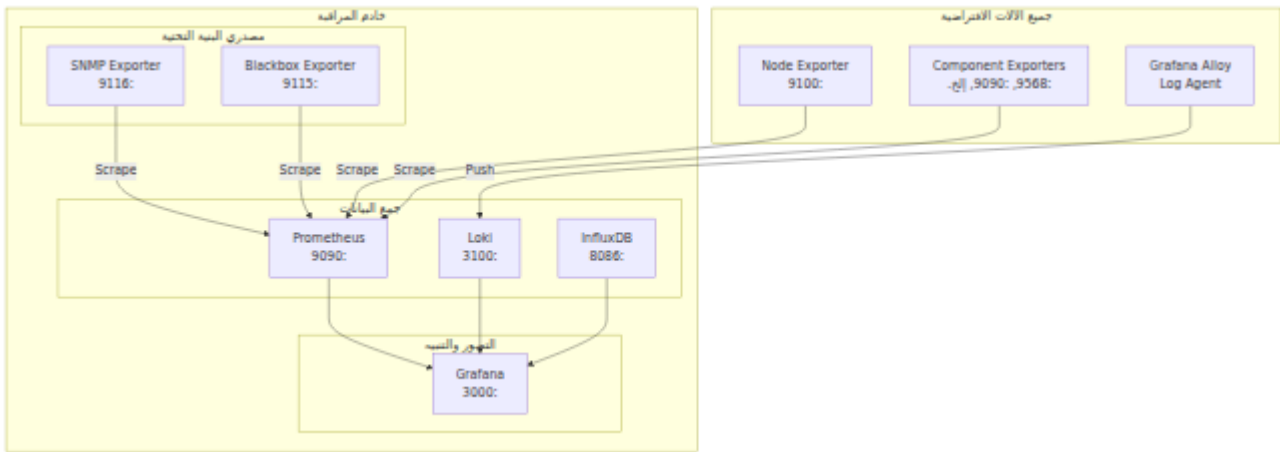 خادم المراقبة
جميع الآلات الافتراضية
مصدري البنية التحتية
SNMP Exporter
9116:
Blackbox Exporter
9115:
Node Exporter
9100:
Component Exporters
9568:, 9090:, إلخ.
Grafana Alloy
Log Agent
Scrape
Scrape
Scrape
Scrape
Push
جمع البيانات
Prometheus
9090:
Loki
3100:
InfluxDB
8086:
التصور والتنبيه
Grafana
3000: